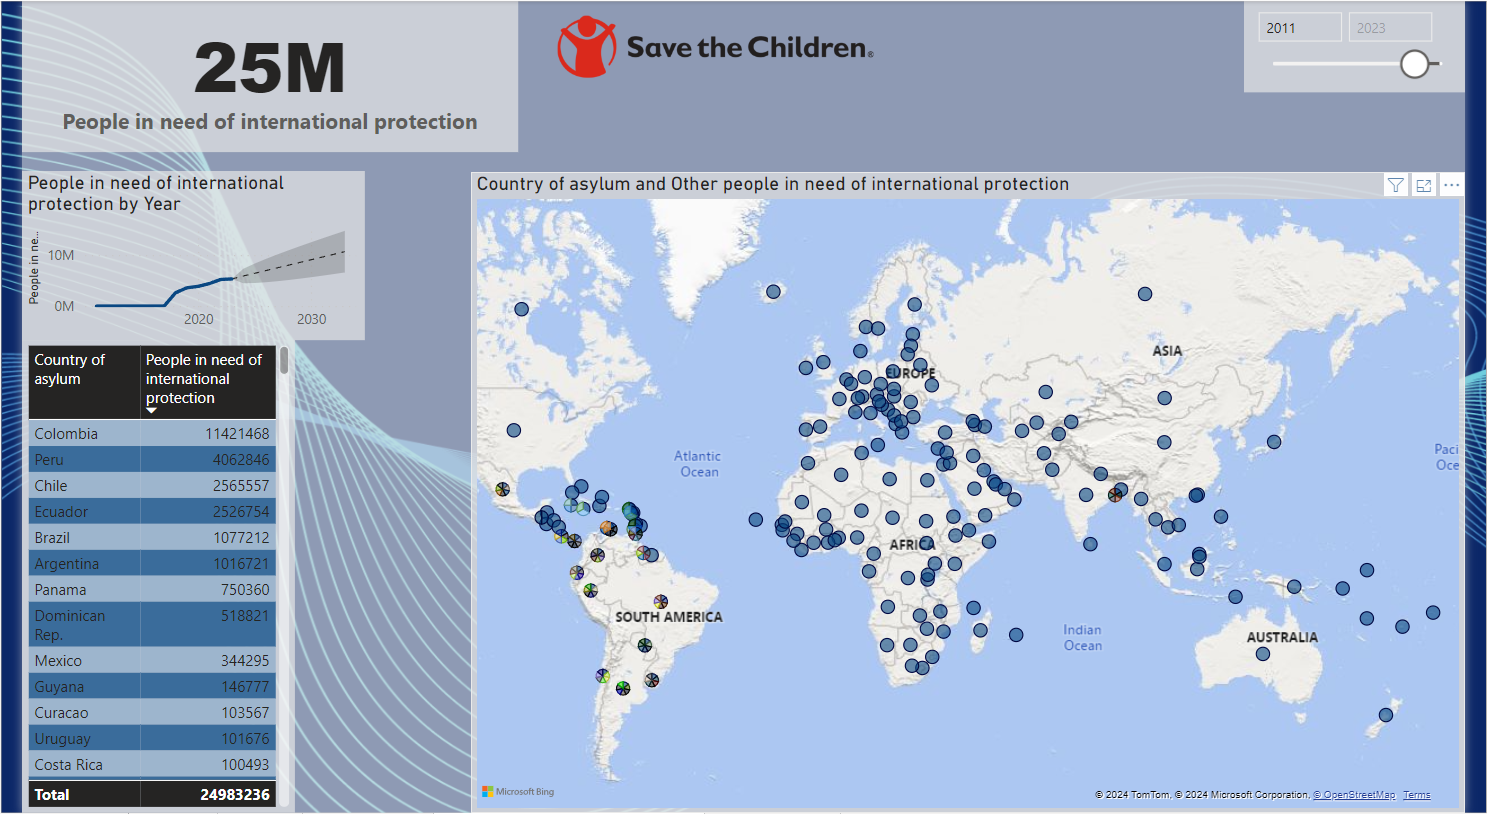 25M
People in need of international protection
Save the Children®
2011
2023
People in need of international
protection by Year
People in ne...
10M
0M
2020
2030
Country of
asylum
People in need of
international
protection
Colombia 11421468
Peru 4062846
Chile 2565557
Ecuador 2526754
Brazil 1077212
Argentina 1016721
Panama 750360
Dominican
Rep. 518821
Mexico 344295
Guyana 146777
Curacao 103567
Uruguay 101676
Costa Rica 100493
Total 24983236
Country of asylum and Other people in need of international protection
ASIA
EUROPE
Atlantic
Ocean
Paci
Oce
AFRICA
SOUTH AMERICA
Indian
Ocean
AUSTRALIA
Microsoft Bing
© 2024 TomTom, © 2024 Microsoft Corporation, © OpenStreetMap Terms